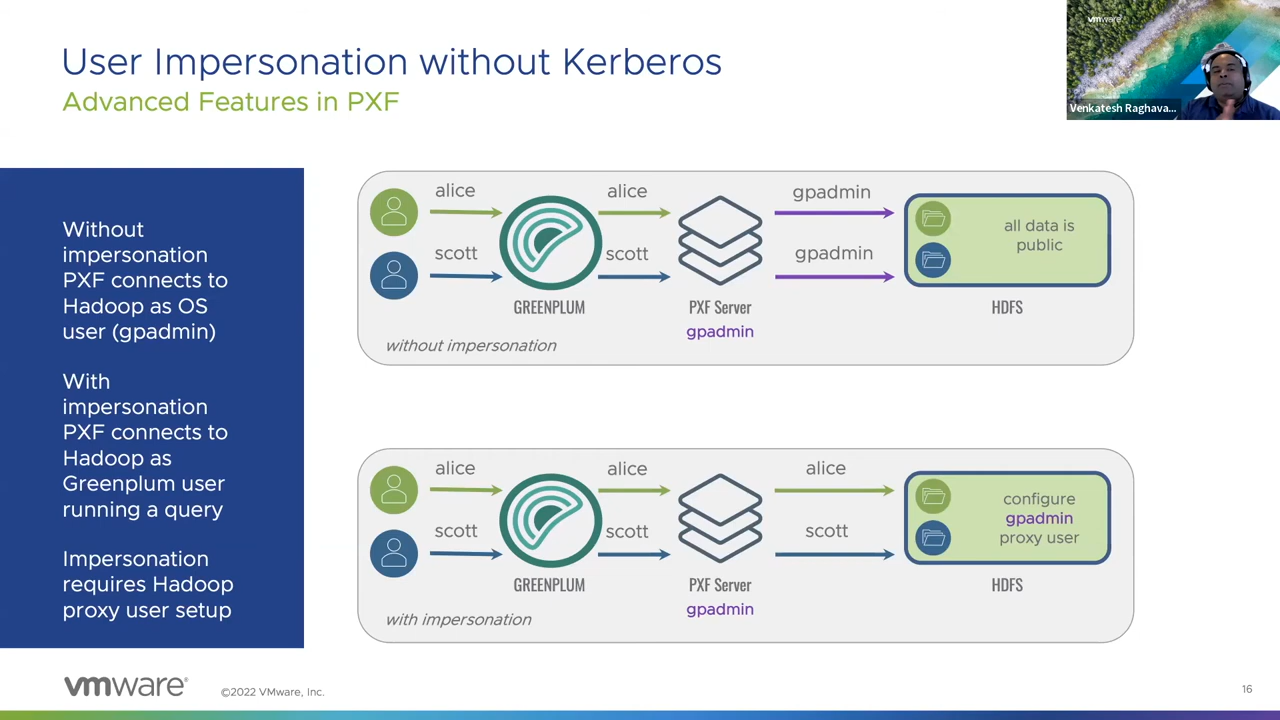 User Impersonation without Kerberos
Advanced Features in PXF
vmware
Venkatesh Raghava...
Without
impersonation
PXF connects to
Hadoop as OS
user (gpadmin)
With
impersonation
PXF connects to
Hadoop as
Greenplum user
running a query
Impersonation
requires Hadoop
proxy user setup
alice alice gpadmin
scott scott gpadmin
all data is
public
GREENPLUM PXF Server HDFS
gpadmin
without impersonation
alice alice alice
scott scott scott
configure
gpadmin
proxy user
GREENPLUM PXF Server HDFS
gpadmin
with impersonation
vmware®
©2022 VMware, Inc.
16